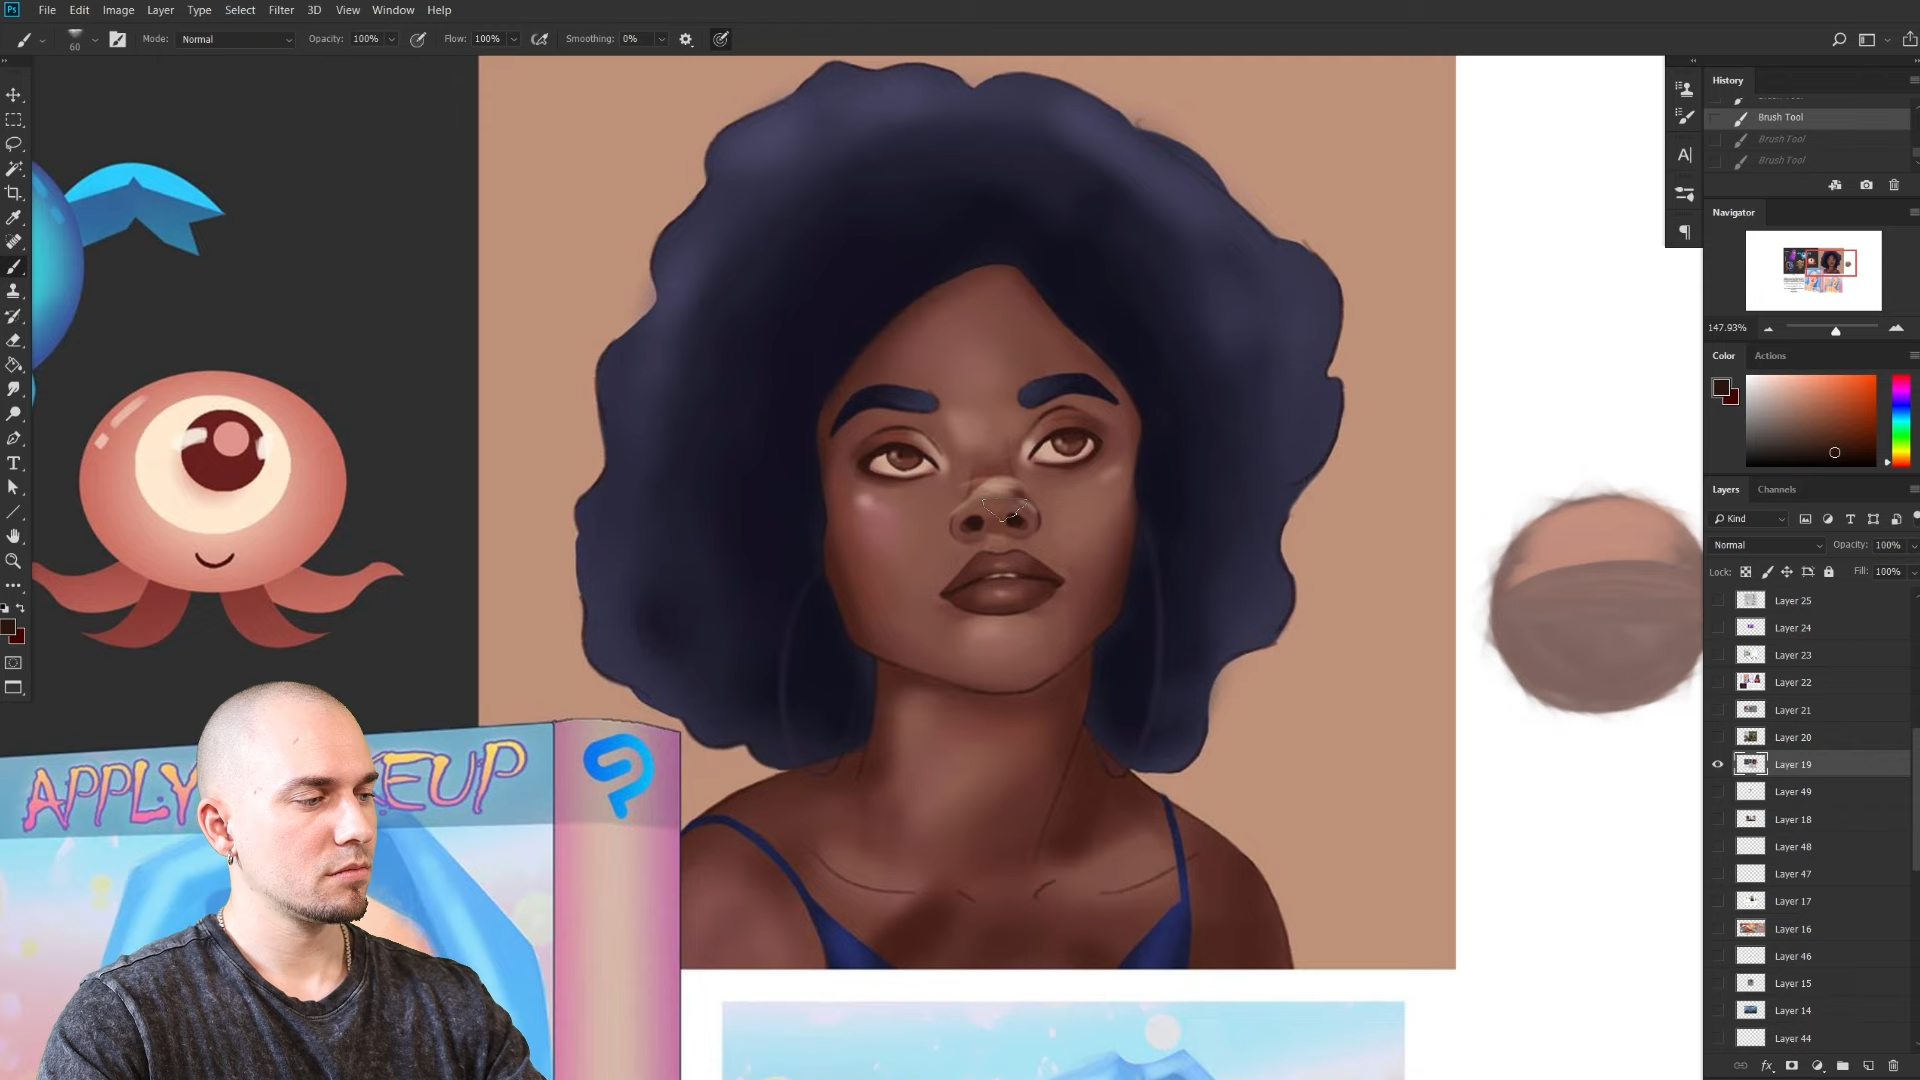 Ps File Edit Image Layer Type Select Filter 3D View Window Help
60 Mode: Normal Opacity: 100% Flow: 100% Smoothing: 0%
History
Brush Tool
Brush Tool
Brush Tool
Navigator
147.93%
Color Actions
Layers Channels
Kind
Normal Opacity: 100%
Lock: Fill: 100%
Layer 25
Layer 24
Layer 23
Layer 22
Layer 21
Layer 20
Layer 19
Layer 49
Layer 18
Layer 48
Layer 47
Layer 17
Layer 16
Layer 46
Layer 15
Layer 14
Layer 44
fx
APPLY